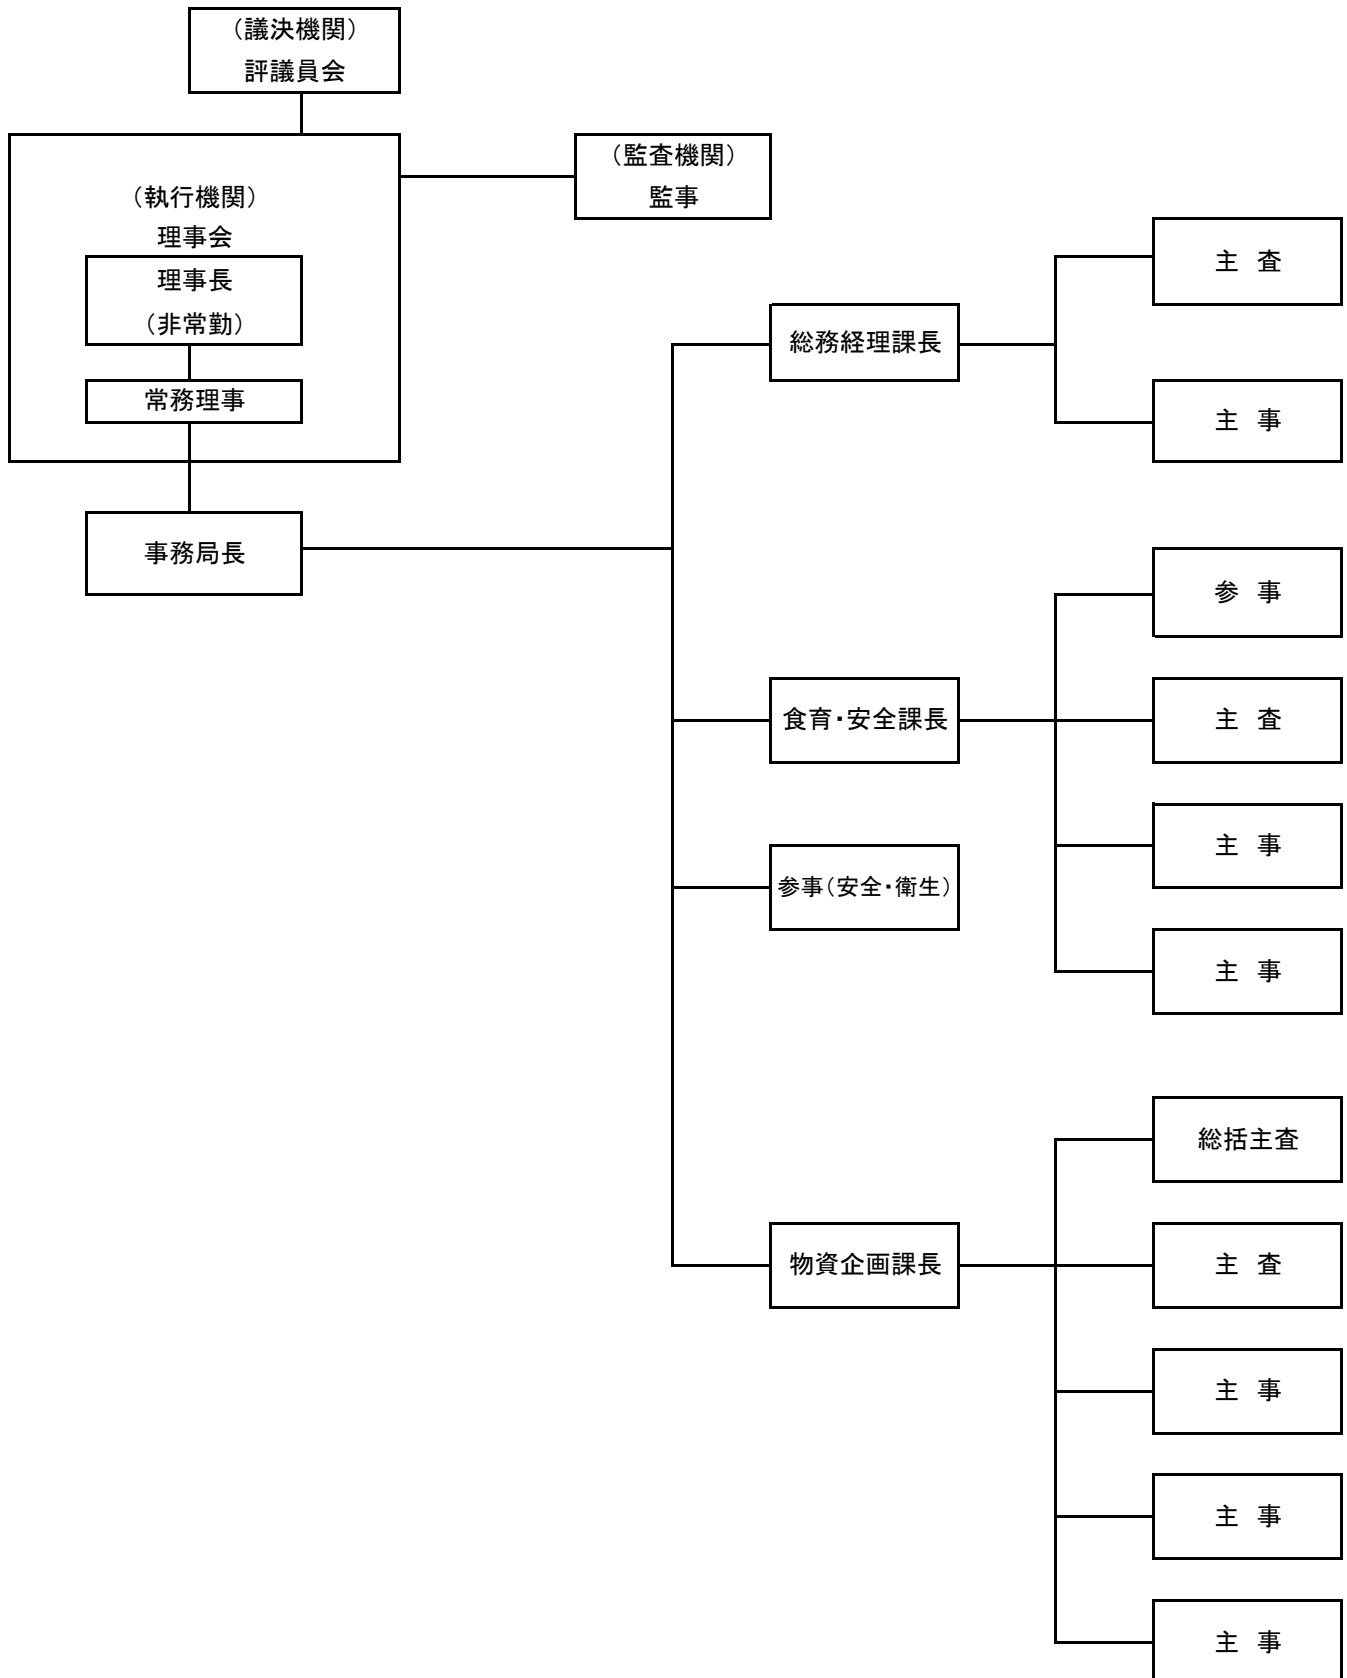 （議決機関）
評議員会
（監査機関）
監事
（執行機関）
理事会
理事長
（非常勤）
常務理事
事務局長
総務経理課長
主　査
主　事
食育・安全課長
参　事
主　査
主　事
主　事
参事（安全・衛生）
物資企画課長
総括主査
主　査
主　事
主　事
主　事